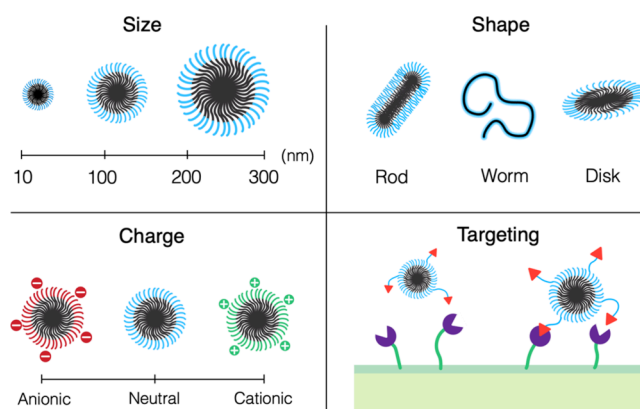 Size
(nm)
10 100 200 300
Shape
Rod Worm Disk
Charge
Anionic Neutral Cationic
Targeting